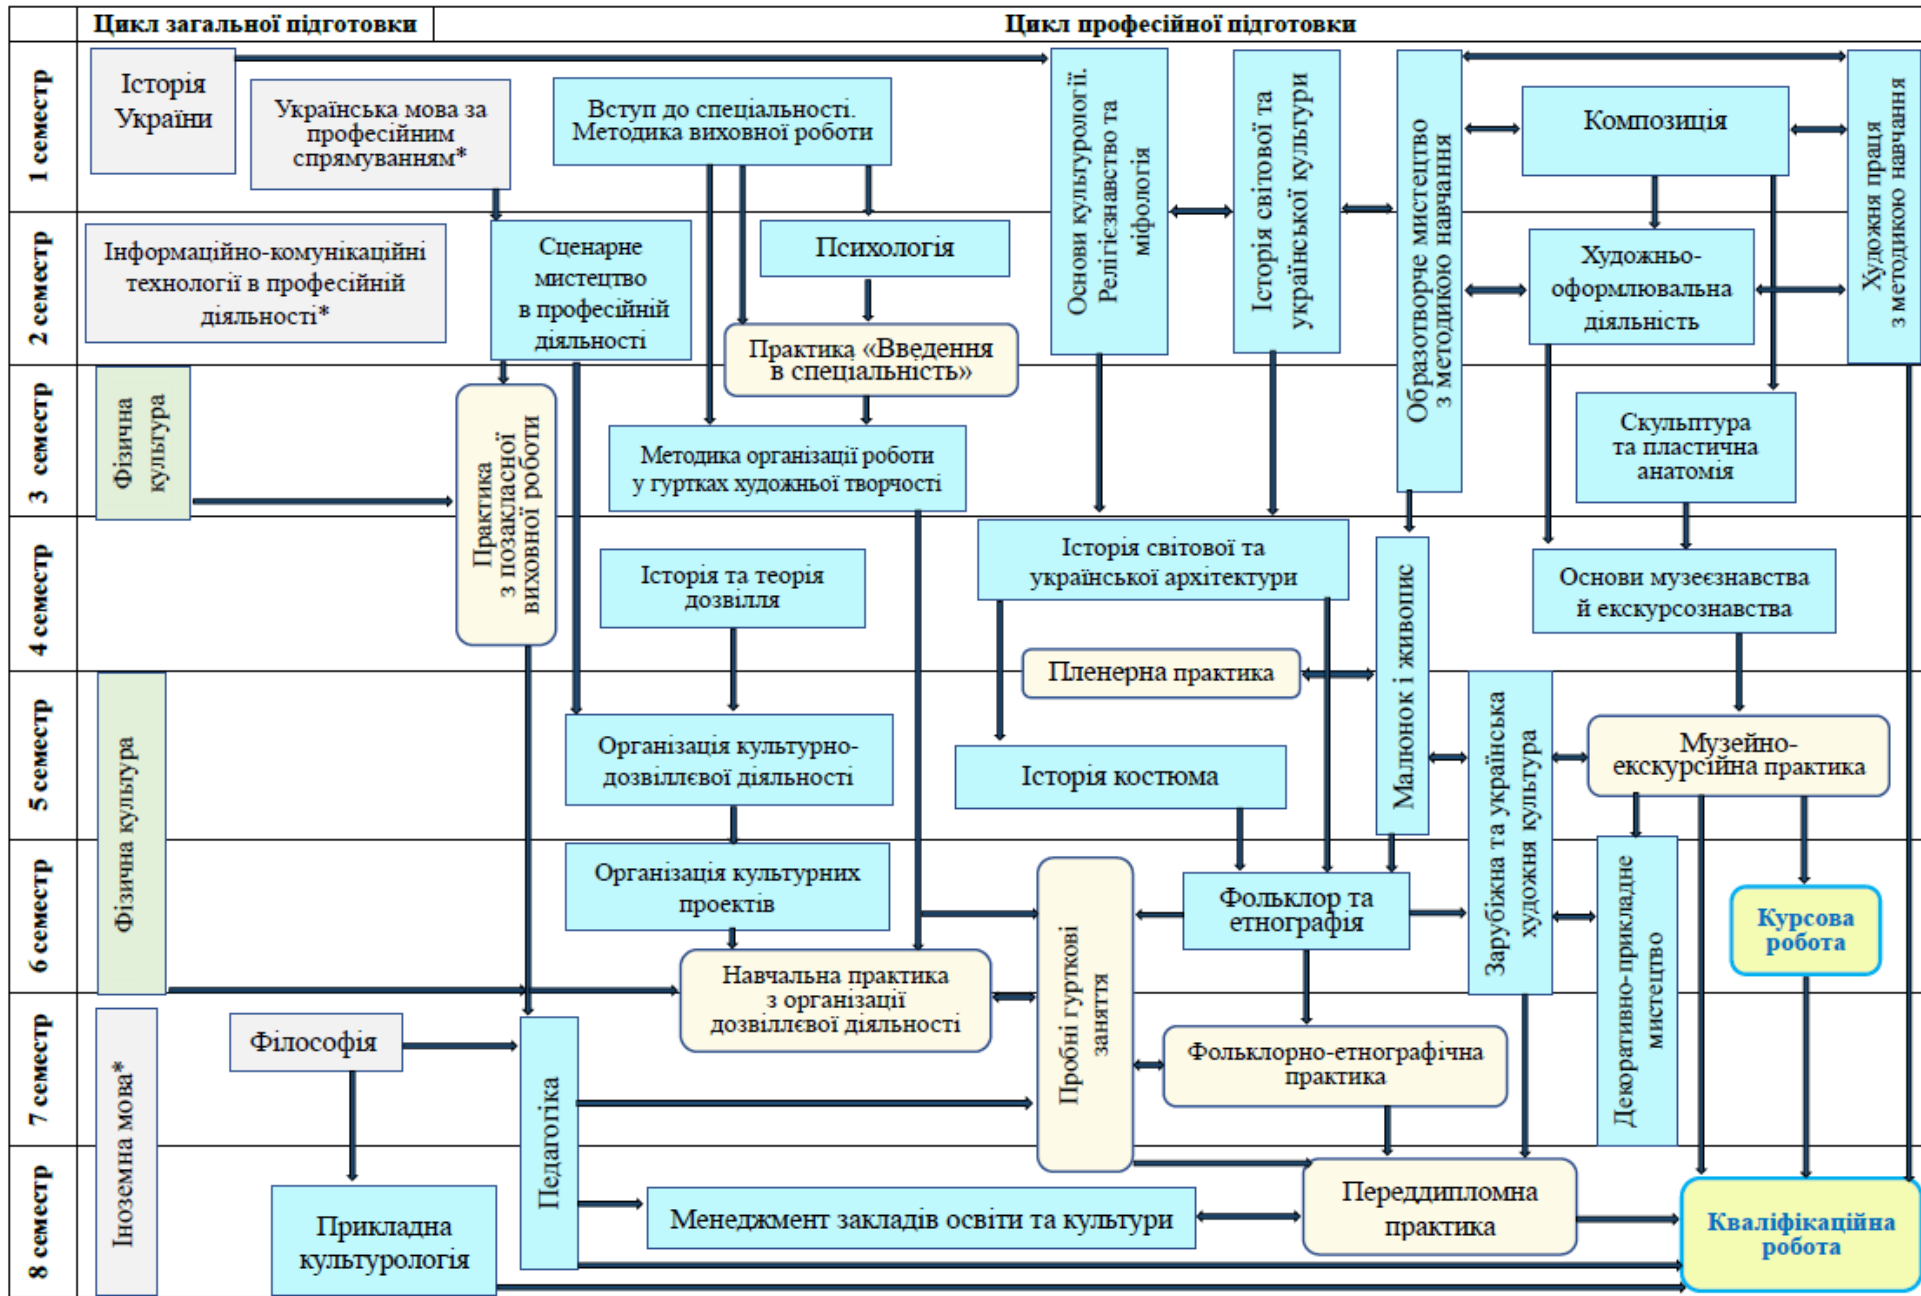 Цикл загальної підготовки
Цикл професійної підготовки
1 семестр
Історія
України
Українська мова за
професійним
спрямуванням*
Вступ до спеціальності.
Методика виховної роботи
Основи культурології.
Релігієзнавство та
міфологія
Історія світової та
української культури
Образотворче мистецтво
з методикою навчання
Композиція
Художня праця
з методикою навчання
2 семестр
Інформаційно-комунікаційні
технології в професійній
діяльності*
Сценарне
мистецтво
в професійній
діяльності
Психологія
Практика «Введення
в спеціальність»
Художньо-
оформлювальна
діяльність
3 семестр
Фізична
культура
Практика
з позакласної
виховної роботи
Методика організації роботи
у гуртках художньої творчості
Скульптура
та пластична
анатомія
4 семестр
Історія та теорія
дозвілля
Історія світової та
української архітектури
Малюнок і живопис
Основи музеєзнавства
й екскурсознавства
Пленерна практика
5 семестр
Фізична культура
Організація культурно-
дозвіллєвої діяльності
Історія костюма
Зарубіжна та українська
художня культура
Музейно-
екскурсійна практика
6 семестр
Організація культурних
проектів
Навчальна практика
з організації
дозвіллєвої діяльності
Пробні гурткові
заняття
Фольклор та
етнографія
Декоративно-прикладне
мистецтво
Курсова
робота
7 семестр
Іноземна мова*
Філософія
Педагогіка
Фольклорно-етнографічна
практика
8 семестр
Прикладна
культурологія
Менеджмент закладів освіти та культури
Переддипломна
практика
Кваліфікаційна
робота